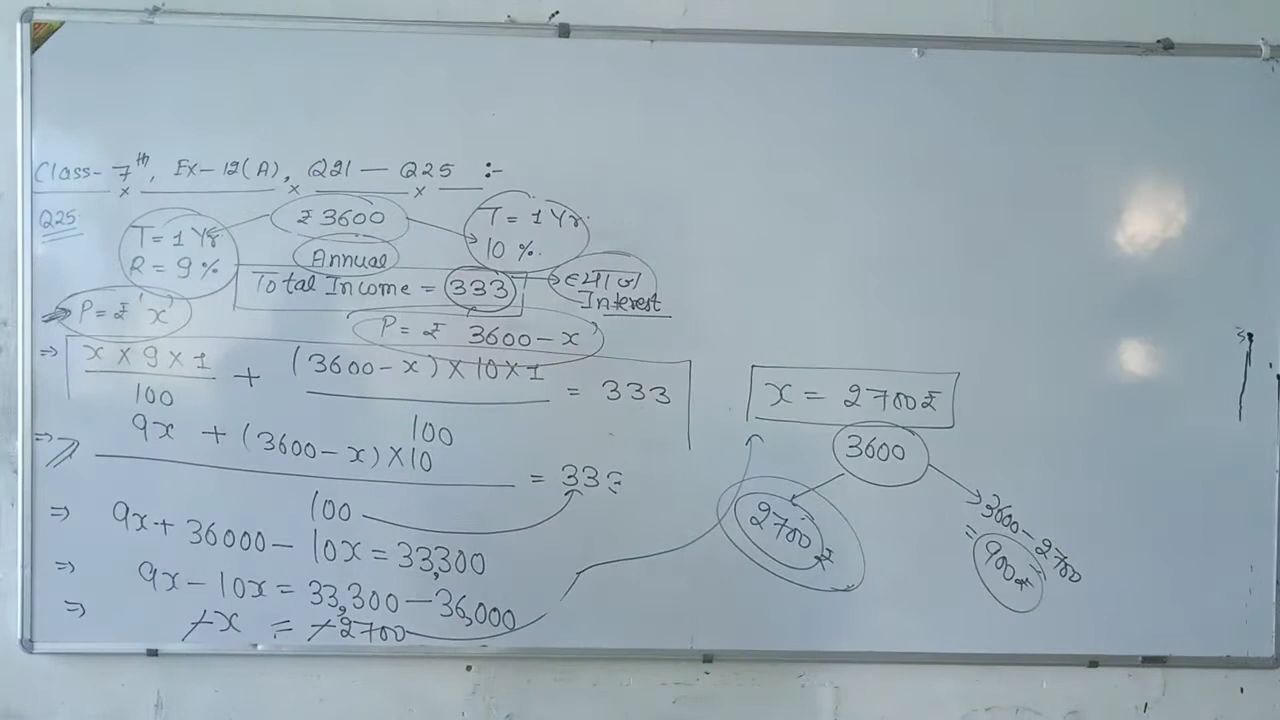 Class- 7th, Ex-12(A), Q21 — Q25 :-
Q25
T = 1 Yr
R = 9 %
₹ 3600
T = 1 Yr.
10 %.
Annual
Total Income = 333
ब्याज
Interest
P = ₹ 'x'
P = ₹ 3600 - x
⇒ x × 9 × 1 / 100 + (3600 - x) × 10 × 1 / 100 = 333
⇒ 9x + (3600 - x) × 10 / 100 = 333
⇒ 9x + 36000 - 10x = 33,300
⇒ 9x - 10x = 33,300 - 36,000
⇒ -x = -2700
x = 2700 ₹
3600
2700 ₹
3600 - 2700
= 900 ₹